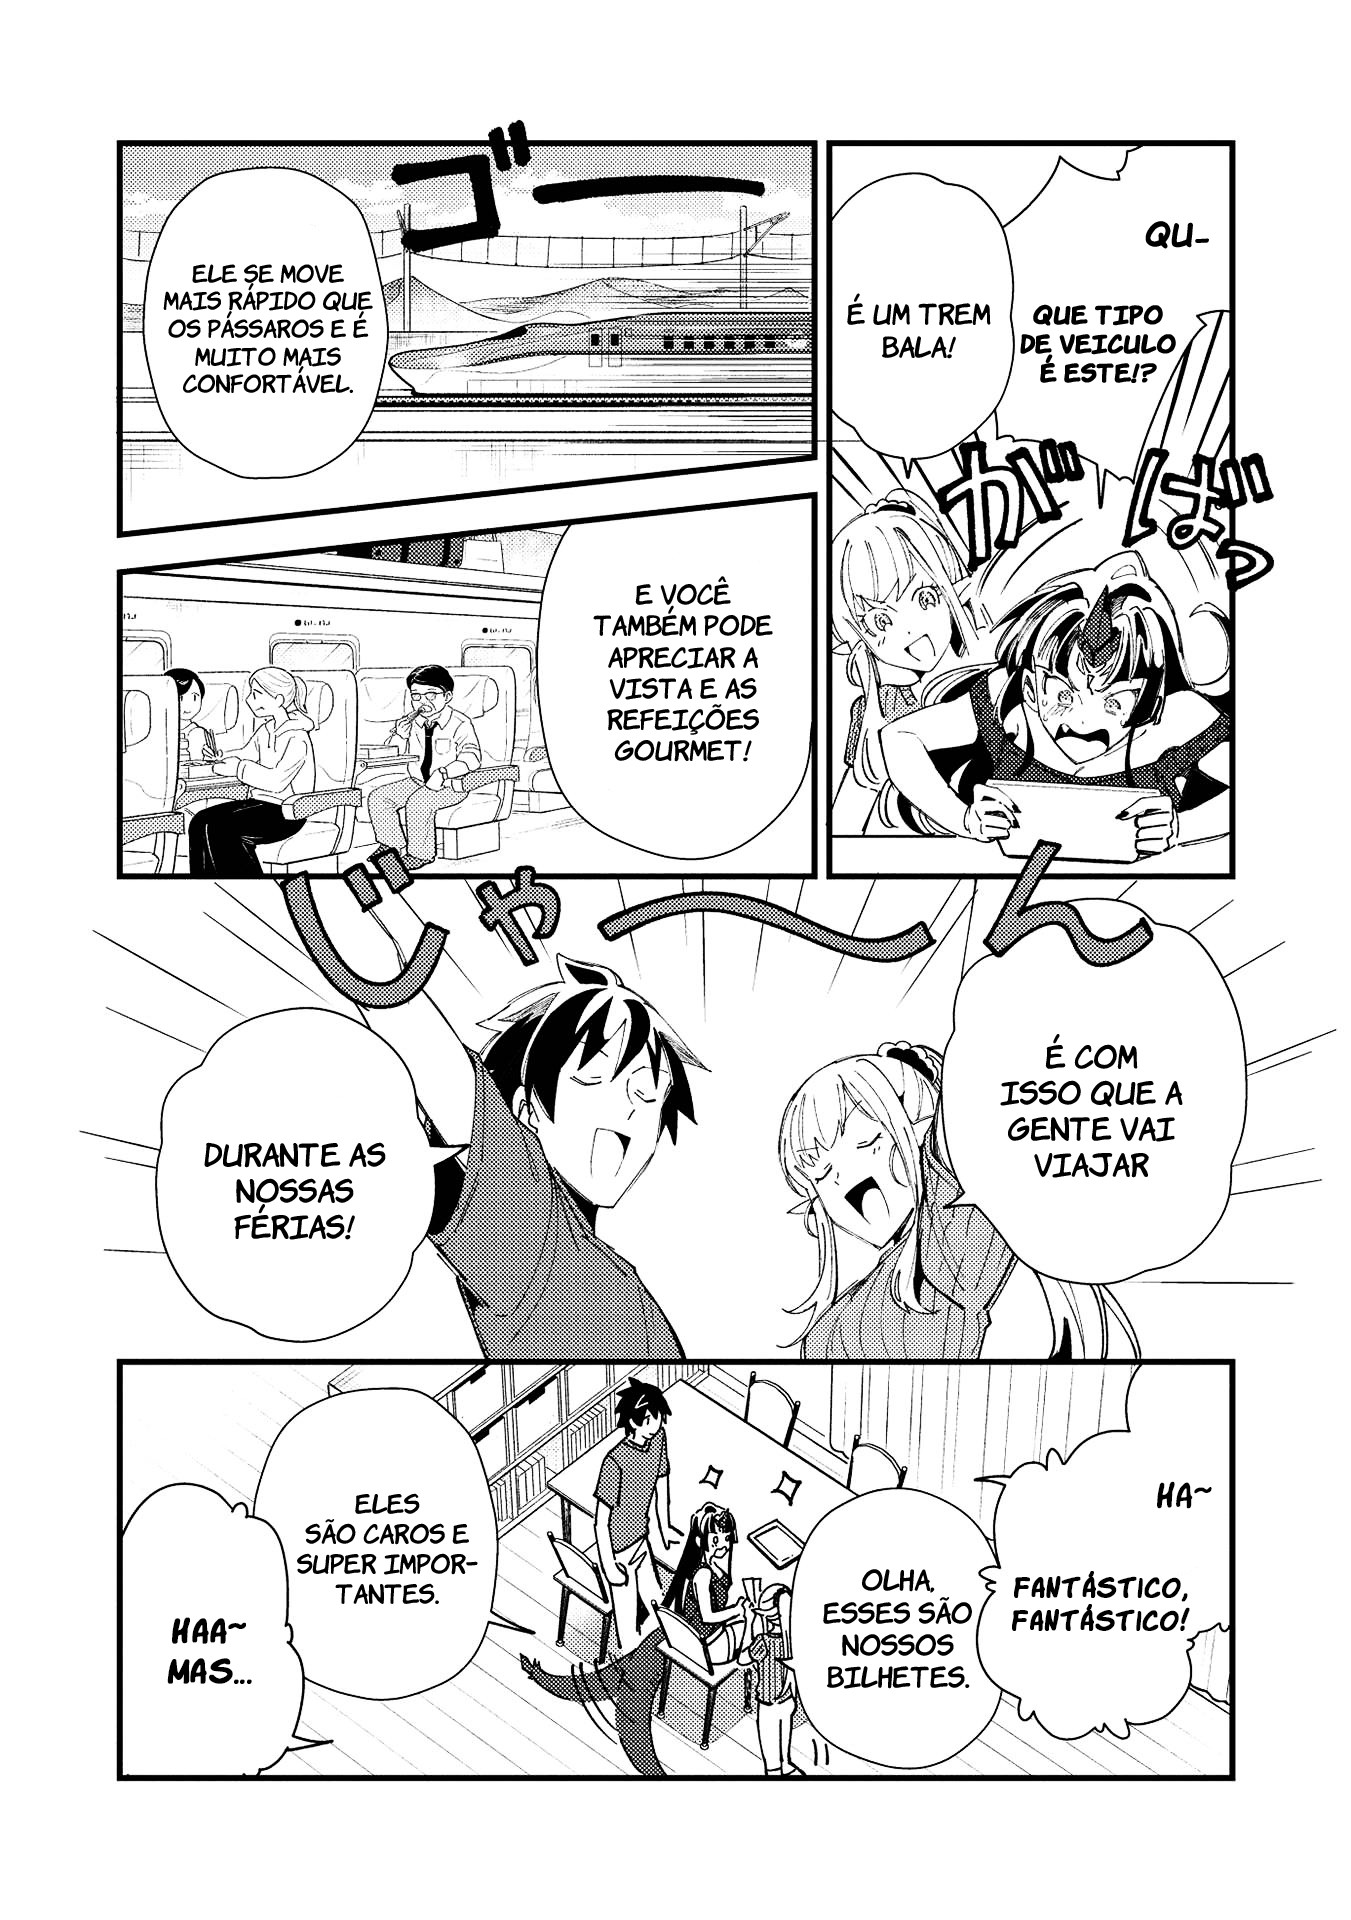 QU-
QUE TIPO
DE VEICULO
É ESTE!?
É UM TREM
BALA!
がばっ
ゴー
ELE SE MOVE
MAIS RÁPIDO QUE
OS PÁSSAROS E É
MUITO MAIS
CONFORTÁVEL.
E VOCÊ
TAMBÉM PODE
APRECIAR A
VISTA E AS
REFEIÇÕES
GOURMET!
じゃーん
É COM
ISSO QUE A
GENTE VAI
VIAJAR
DURANTE AS
NOSSAS
FÉRIAS!
HA~
FANTÁSTICO,
FANTÁSTICO!
OLHA,
ESSES SÃO
NOSSOS
BILHETES.
ELES
SÃO CAROS E
SUPER IMPOR-
TANTES.
HAA~
MAS...